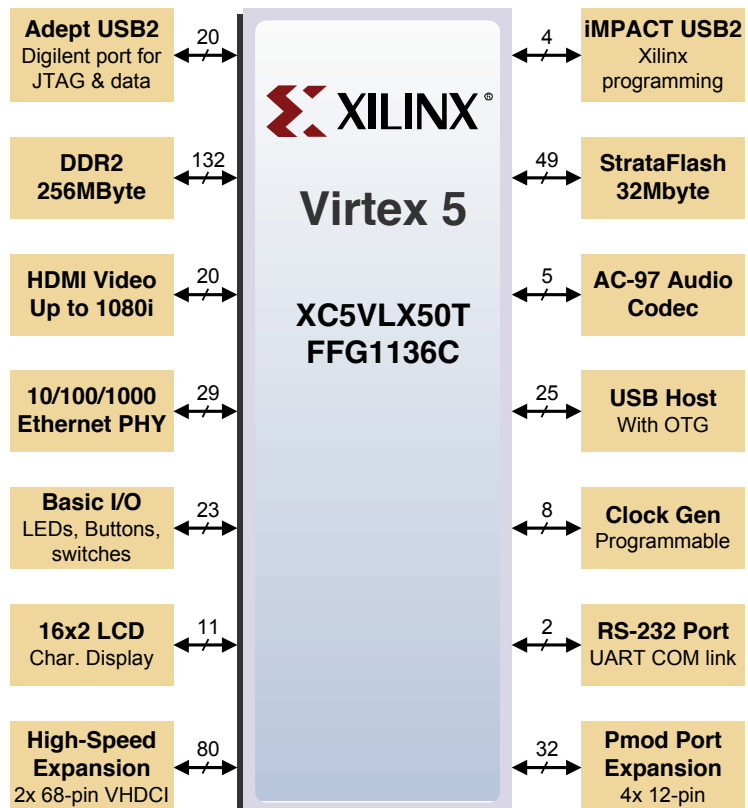 Adept USB2
Digilent port for
JTAG & data
20
DDR2
256MByte
132
HDMI Video
Up to 1080i
20
10/100/1000
Ethernet PHY
29
Basic I/O
LEDs, Buttons,
switches
23
16x2 LCD
Char. Display
11
High-Speed
Expansion
2x 68-pin VHDCI
80
XILINX®
Virtex 5
XC5VLX50T
FFG1136C
4
iMPACT USB2
Xilinx
programming
49
StrataFlash
32Mbyte
5
AC-97 Audio
Codec
25
USB Host
With OTG
8
Clock Gen
Programmable
2
RS-232 Port
UART COM link
32
Pmod Port
Expansion
4x 12-pin